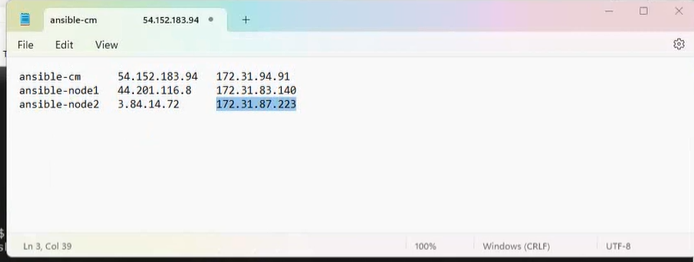 ansible-cm 54.152.183.94 +
File Edit View
ansible-cm 54.152.183.94 172.31.94.91
ansible-node1 44.201.116.8 172.31.83.140
ansible-node2 3.84.14.72 172.31.87.223
$
Ln 3, Col 39 100% Windows (CRLF) UTF-8